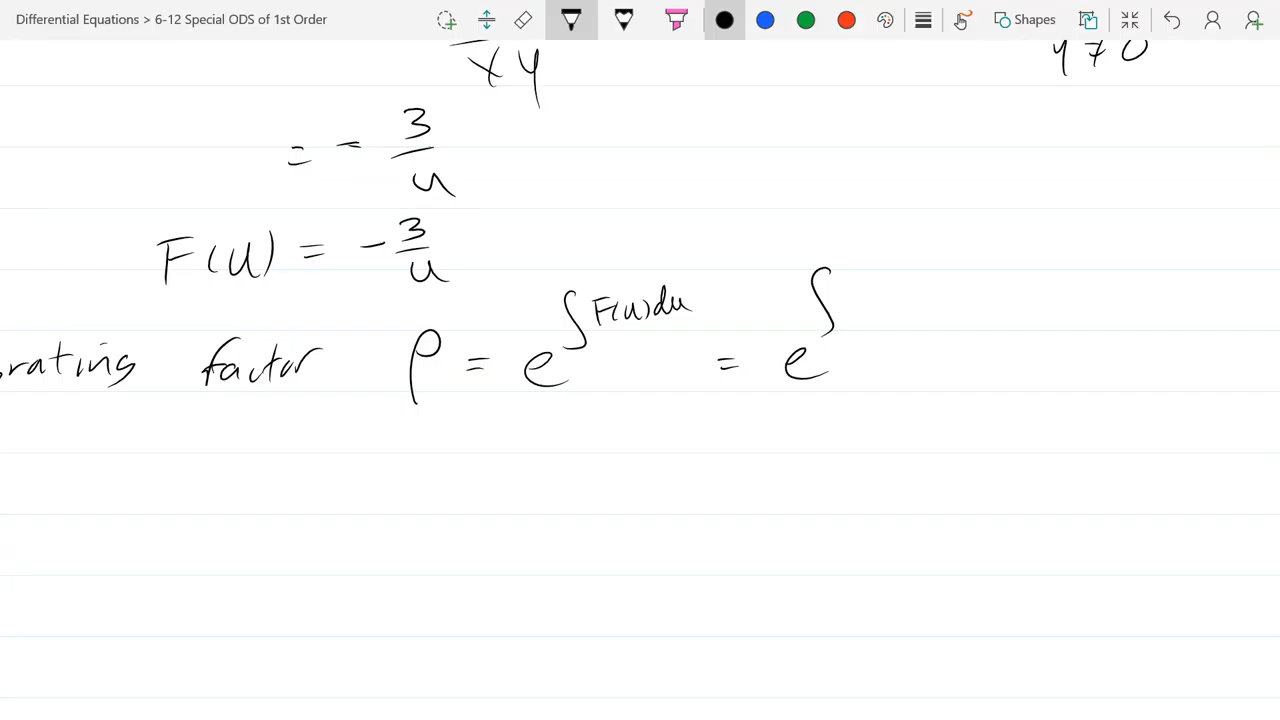 Differential Equations > 6-12 Special ODS of 1st Order Shapes
xy y ≠ 0
= - 3/u
F(u) = - 3/u
rating factor ρ = e^∫F(u)du = e^∫